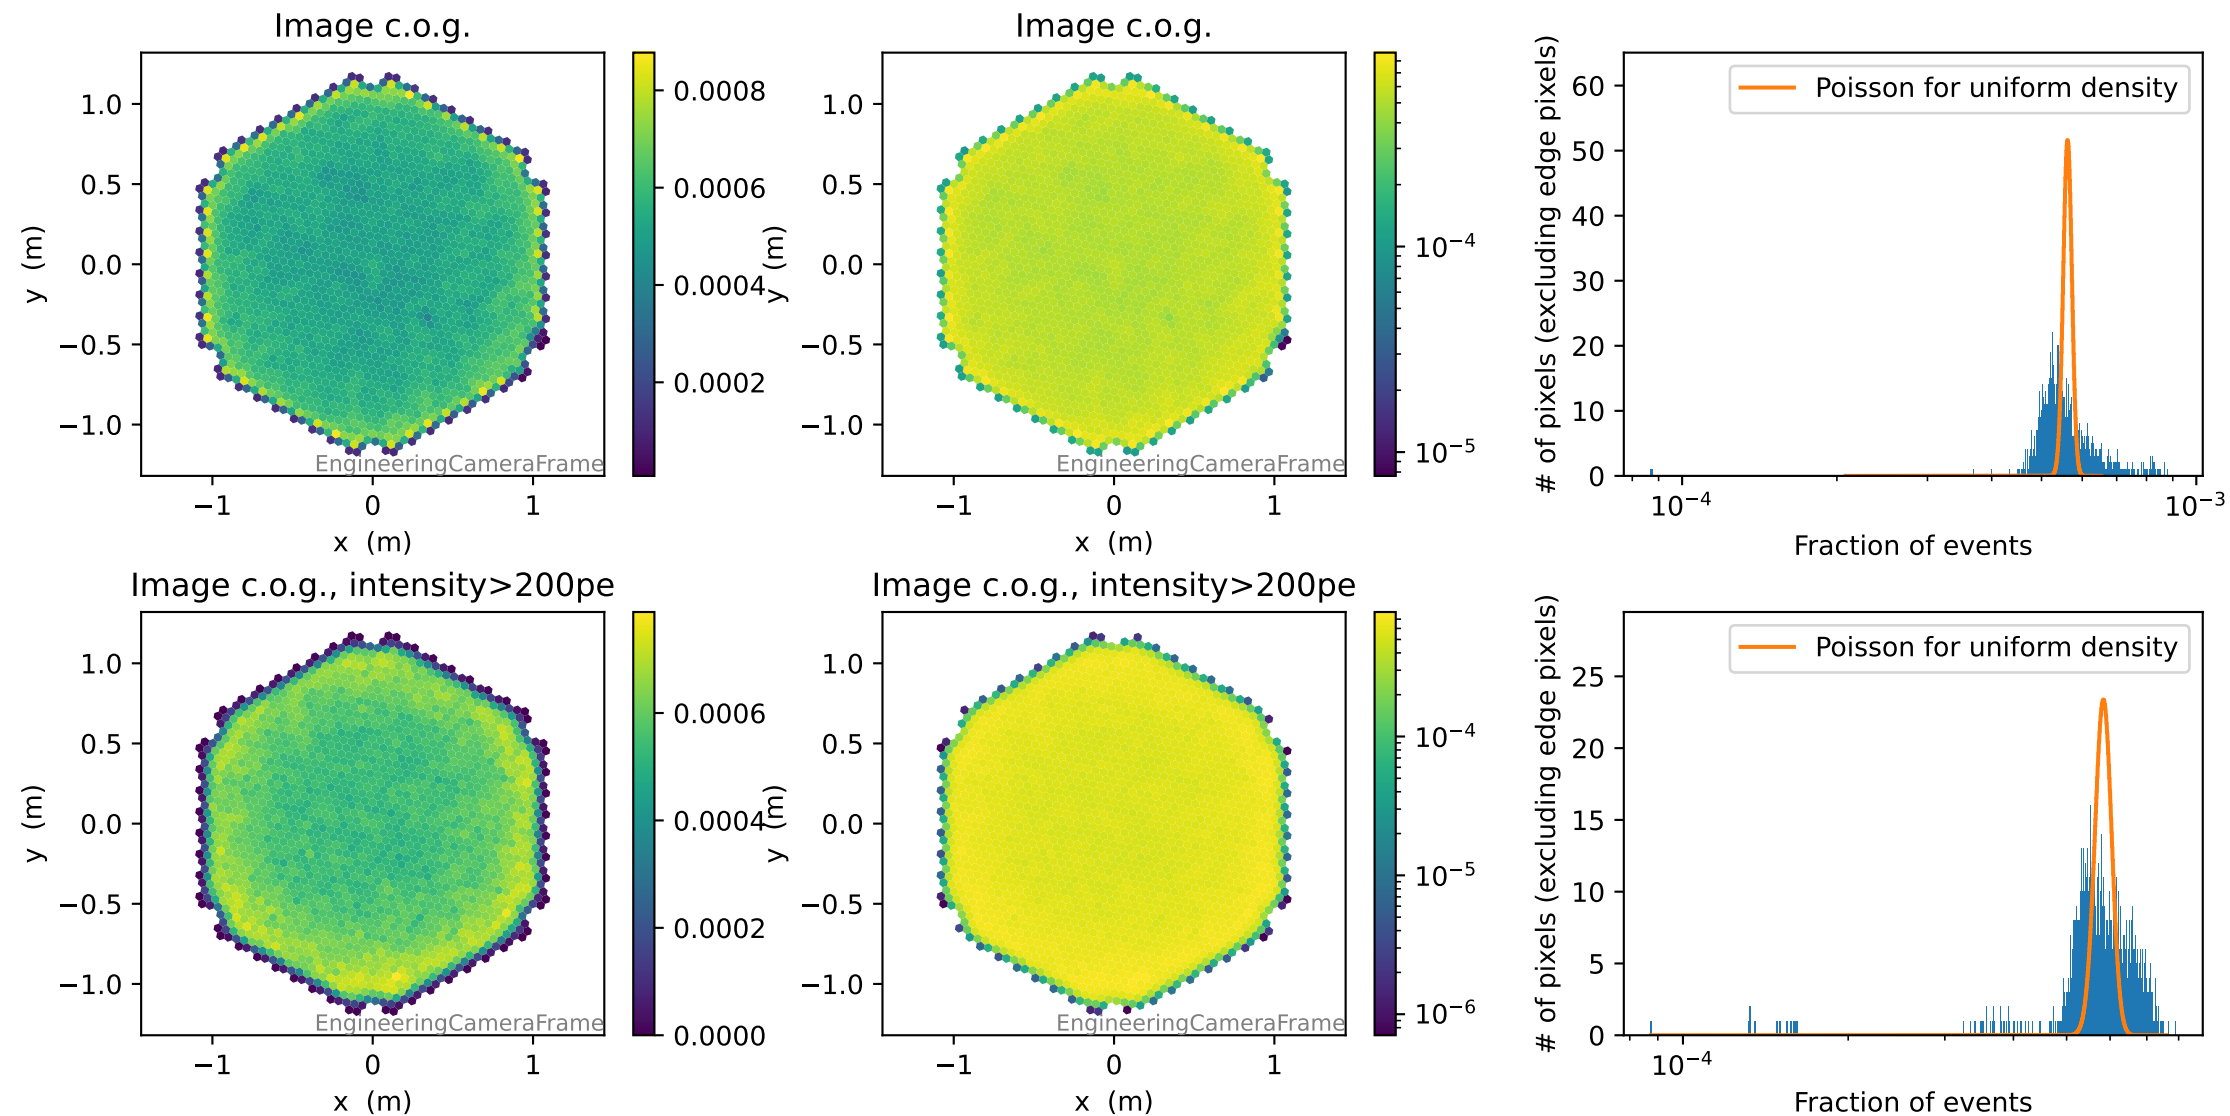 Image c.o.g.
1.0
0.5
0.0
−0.5
−1.0
y (m)
−1
0
1
x (m)
EngineeringCameraFrame
0.0008
0.0006
0.0004
0.0002
Image c.o.g.
1.0
0.5
0.0
−0.5
−1.0
y (m)
−1
0
1
x (m)
EngineeringCameraFrame
10⁻⁴
10⁻⁵
# of pixels (excluding edge pixels)
60
50
40
30
20
10
0
Poisson for uniform density
10⁻⁴
10⁻³
Fraction of events
Image c.o.g., intensity>200pe
1.0
0.5
0.0
−0.5
−1.0
y (m)
−1
0
1
x (m)
EngineeringCameraFrame
0.0006
0.0004
0.0002
0.0000
Image c.o.g., intensity>200pe
1.0
0.5
0.0
−0.5
−1.0
y (m)
−1
0
1
x (m)
EngineeringCameraFrame
10⁻⁴
10⁻⁵
10⁻⁶
# of pixels (excluding edge pixels)
25
20
15
10
5
0
Poisson for uniform density
10⁻⁴
Fraction of events